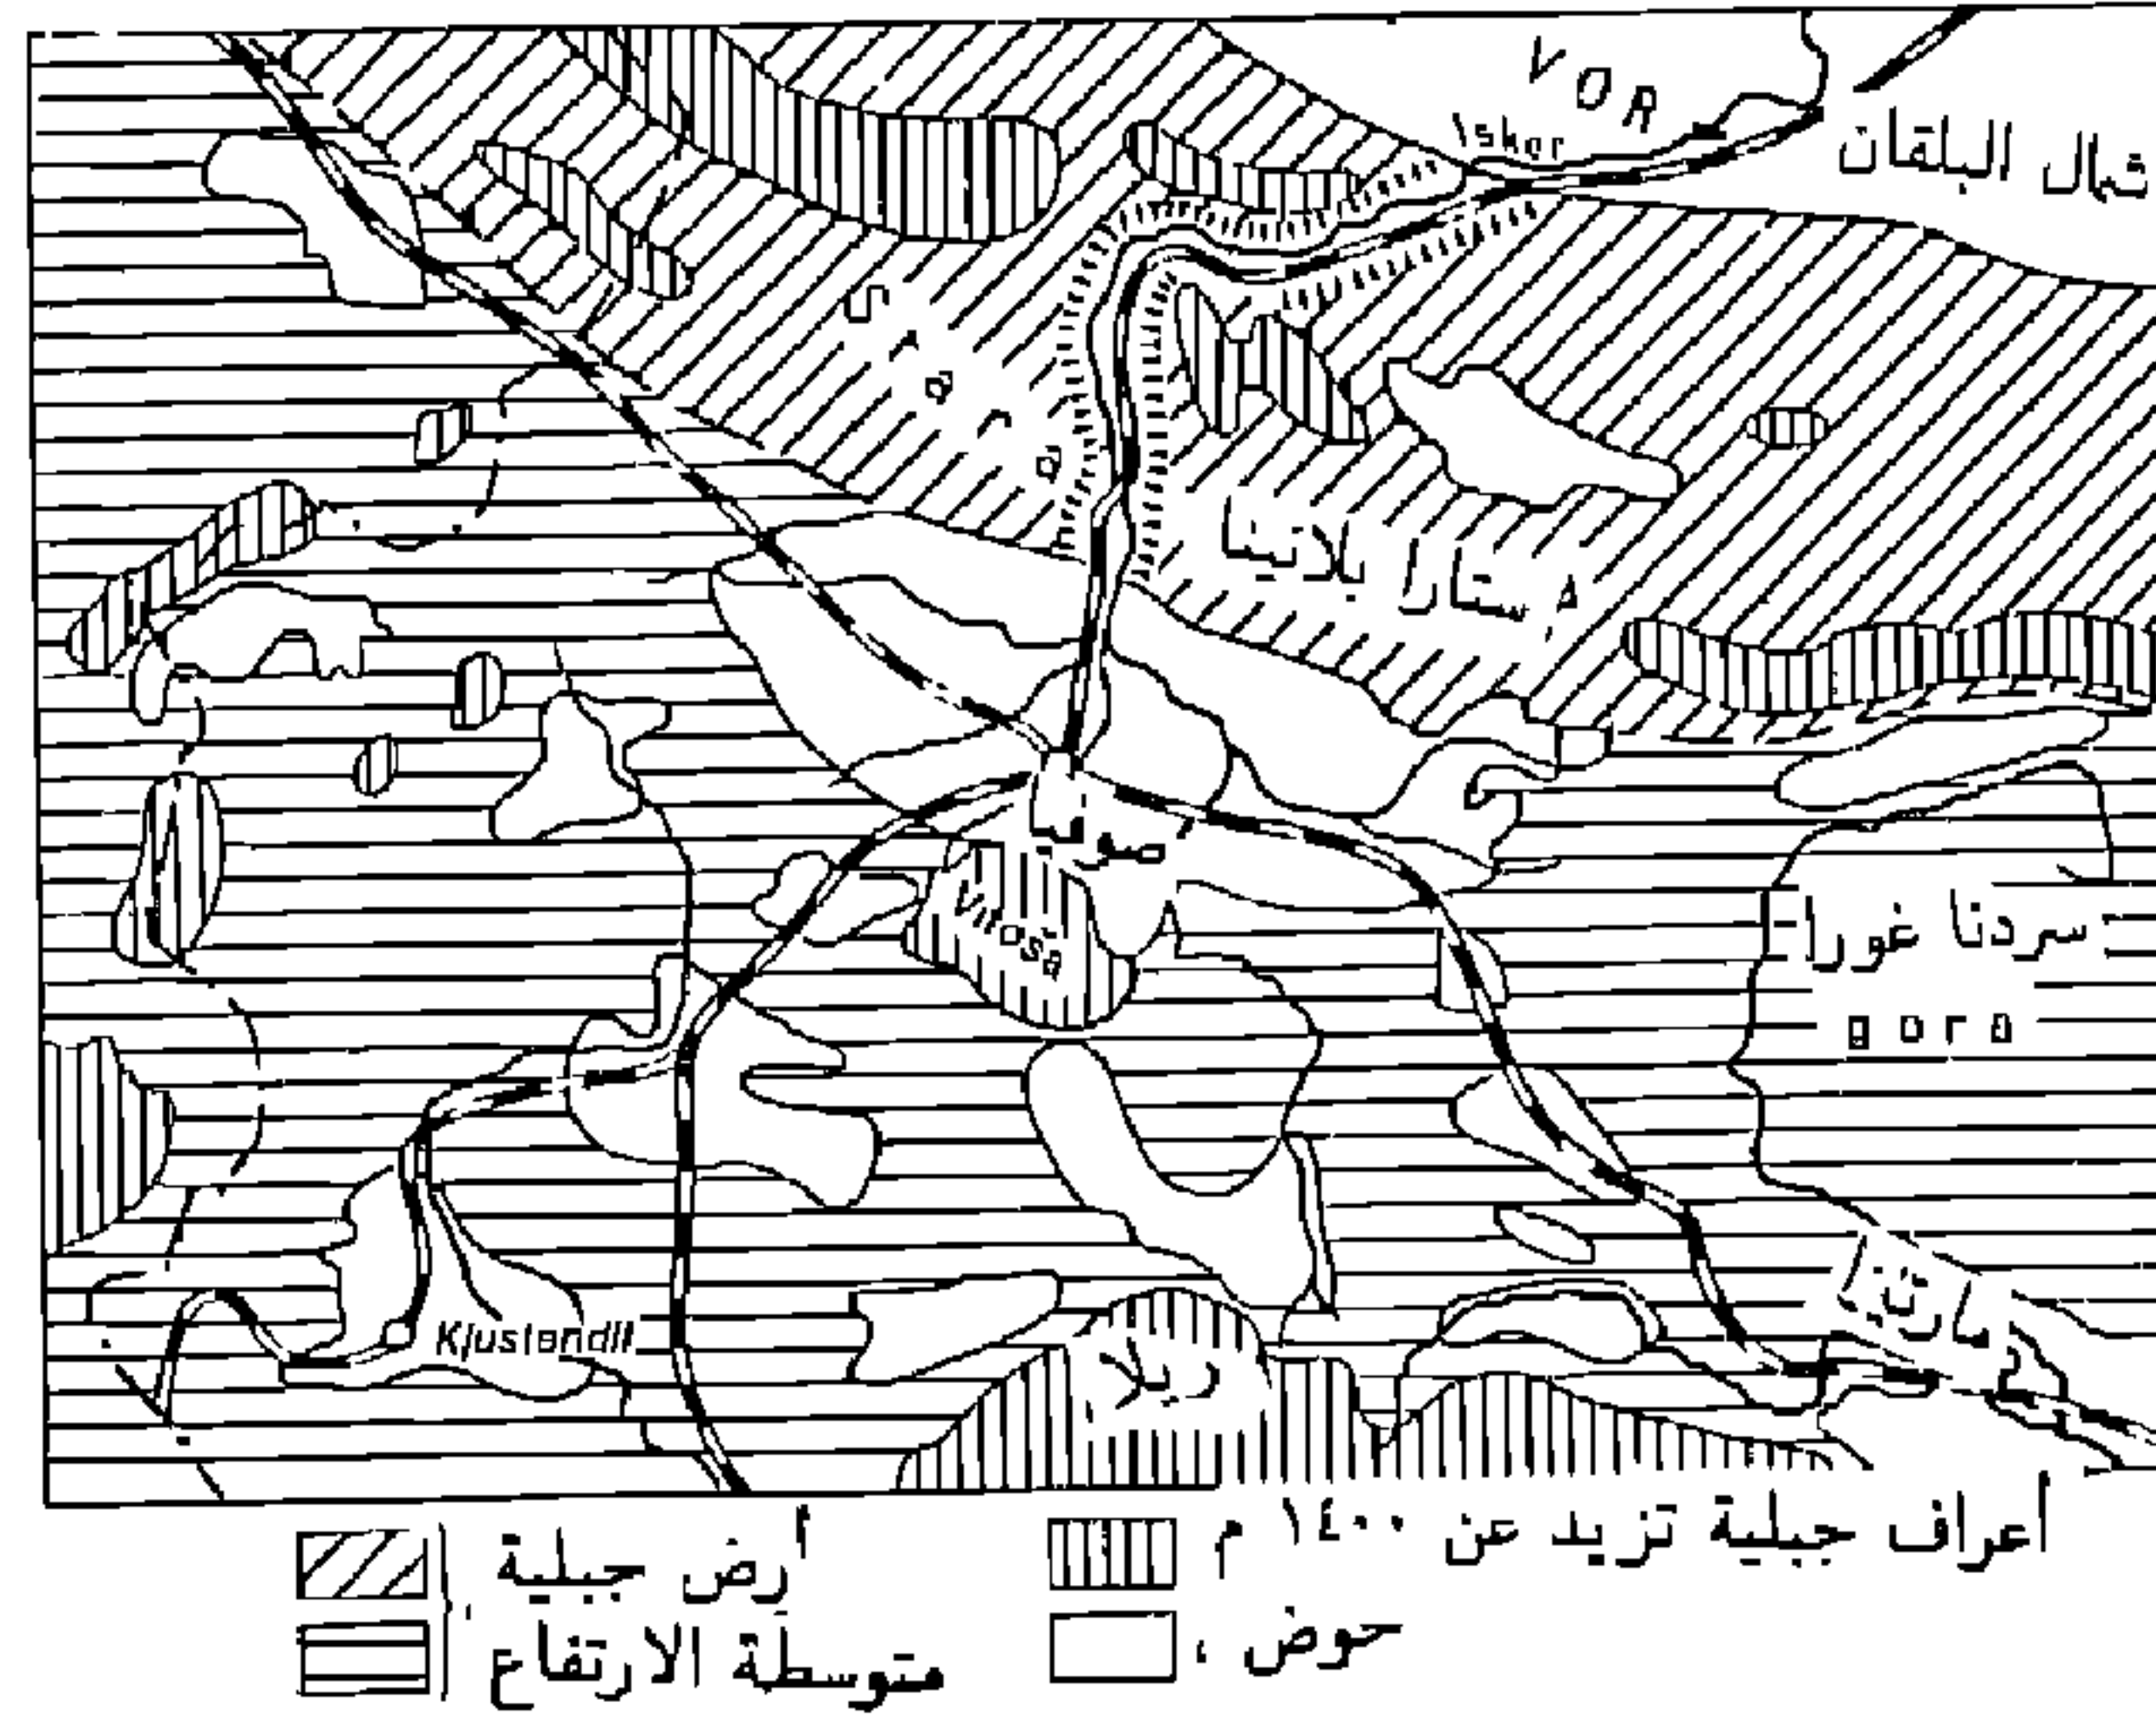 VOR
Isker
شمال البلقان
ستارا بلانينا
صوفيا
Vitosa
سردنا غورا
gora
Kjustendil
ريلا
أعراف جبلية تزيد عن ١٤٠٠ م
أرض جبلية
حوض ،
متوسطة الارتفاع